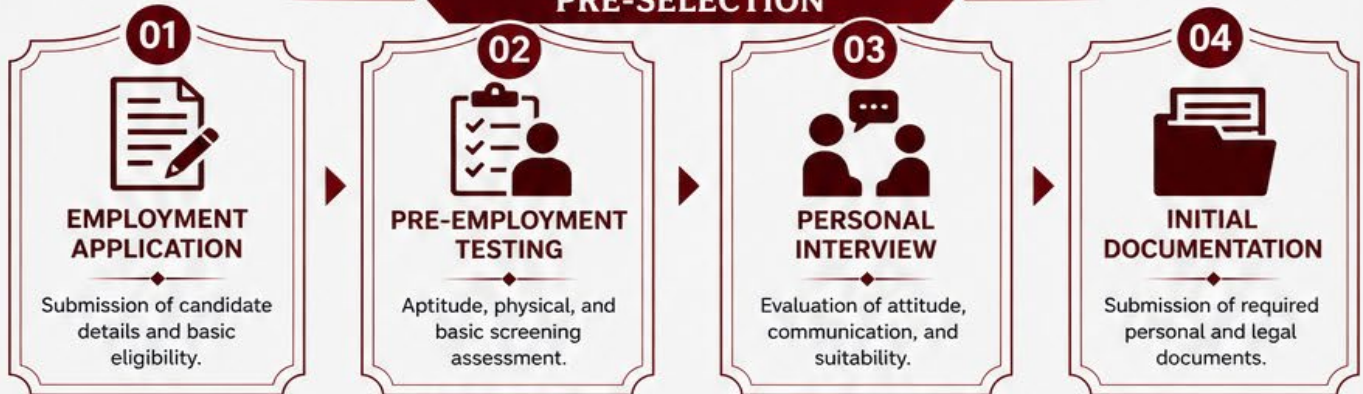 PRE-SELECTION
01
EMPLOYMENT
APPLICATION
Submission of candidate
details and basic
eligibility.
02
PRE-EMPLOYMENT
TESTING
Aptitude, physical, and
basic screening
assessment.
03
PERSONAL
INTERVIEW
Evaluation of attitude,
communication, and
suitability.
04
INITIAL
DOCUMENTATION
Submission of required
personal and legal
documents.